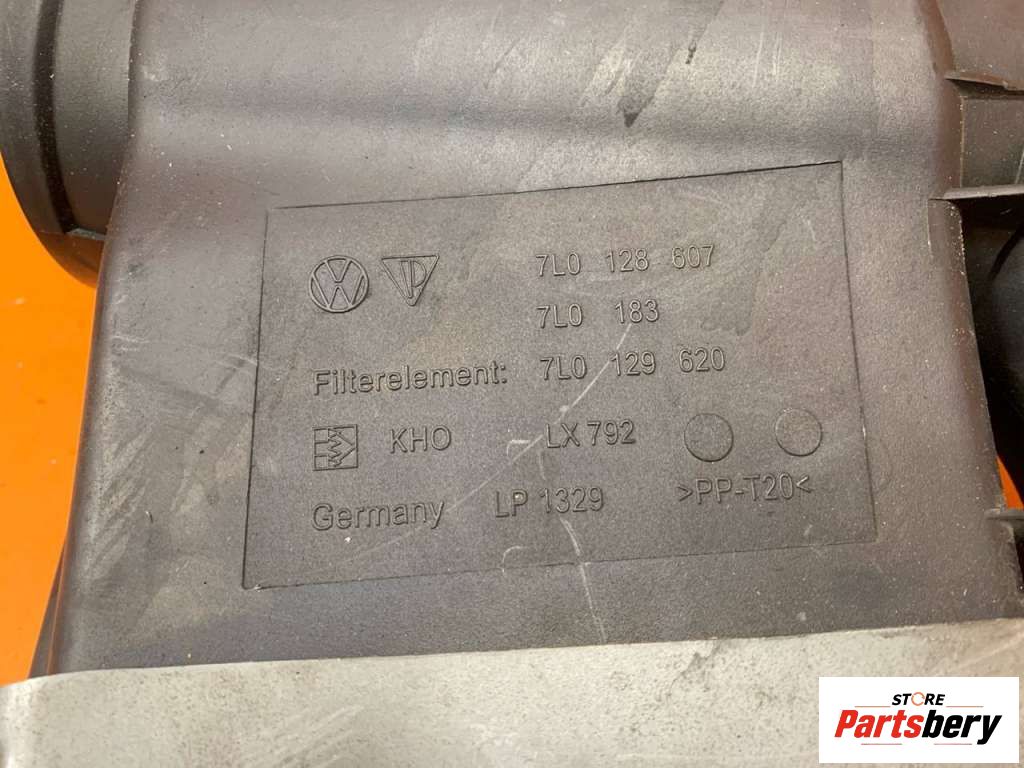 7L0 128 607
7L0 183
Filterelement: 7L0 129 620
KHO LX 792
Germany LP 1329 >PP-T20<
STORE
Partsbery